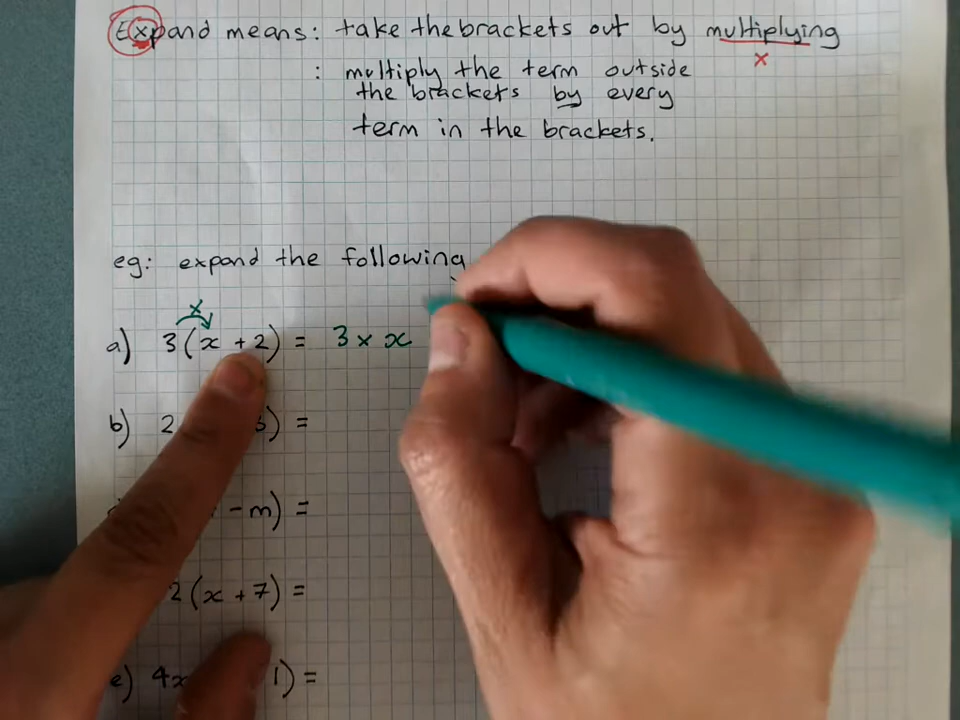 Expand means: take the brackets out by multiplying
x
: multiply the term outside
the brackets by every
term in the brackets.
eg: expand the following
x
a) 3(x + 2) = 3 × x
b) 2 ) =
- m) =
2(x + 7) =
e) 4x 1) =